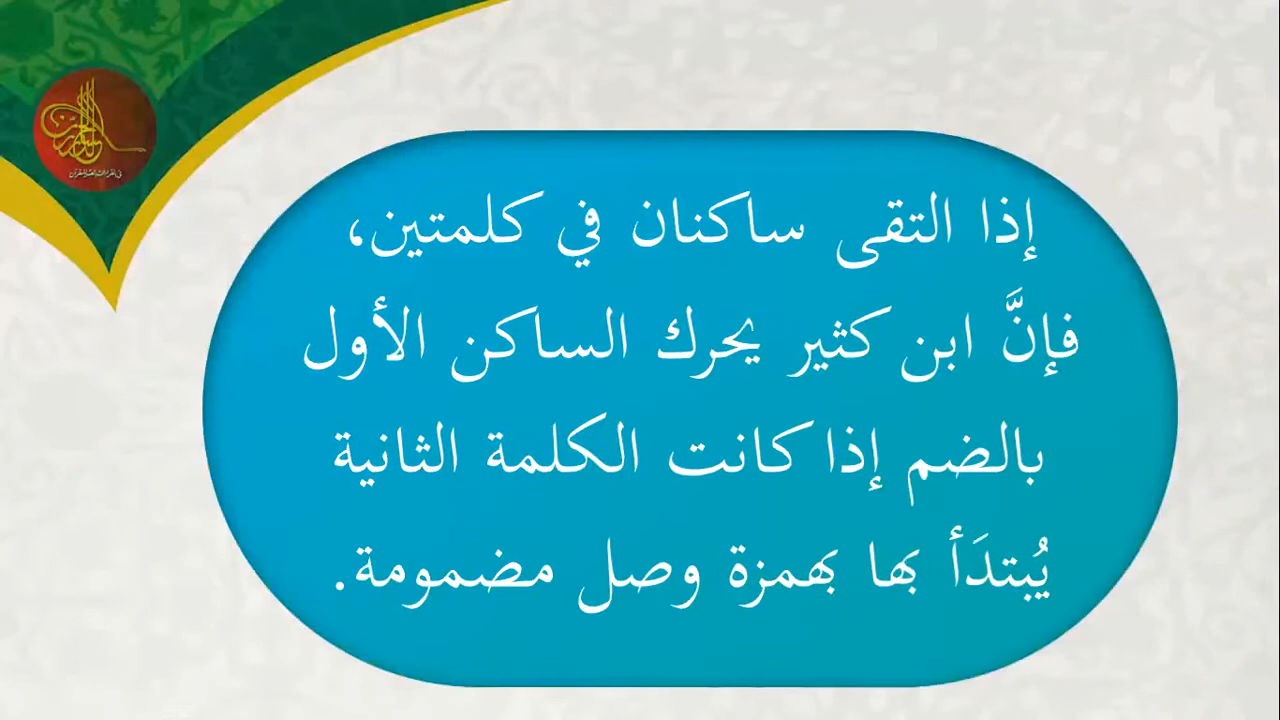 إذا التقى ساكنان في كلمتين،
فإنَّ ابن كثير يحرك الساكن الأول
بالضم إذا كانت الكلمة الثانية
يُبتدَأ بها بهمزة وصل مضمومة.